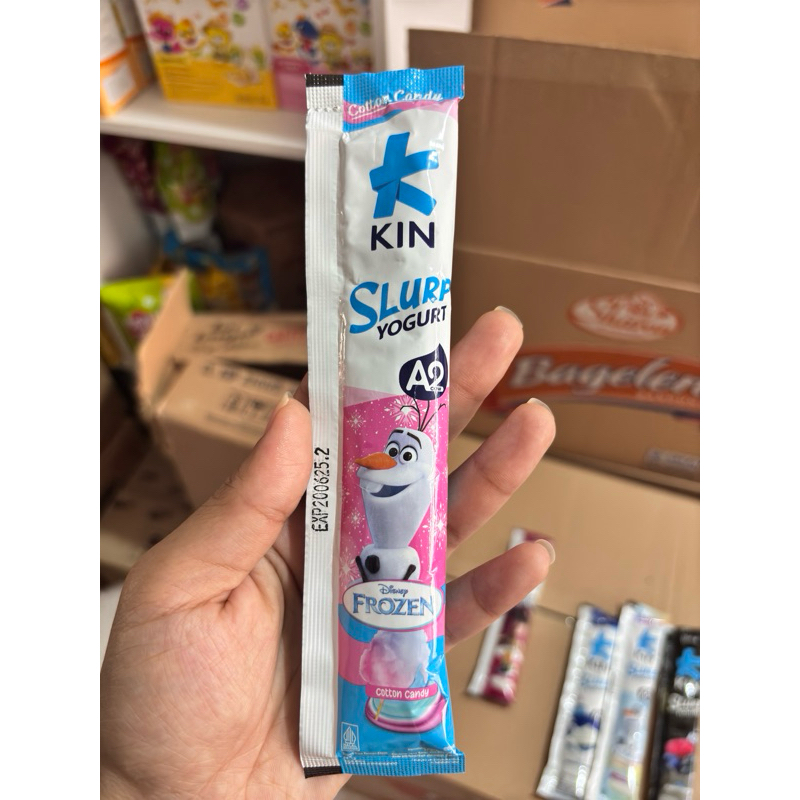 Cotton Candy
KIN
SLURP
YOGURT
A2
EXP200625.2
Disney
FROZEN
Cotton Candy
Bagelen